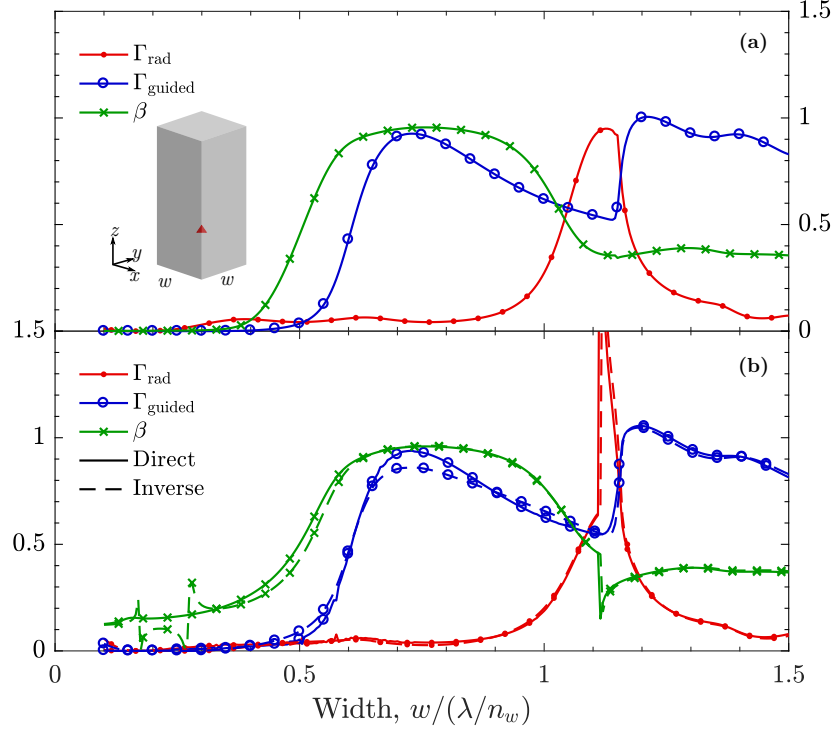 1.5
(a)
Γrad
Γguided
β
1
z
y
x
w w
0.5
0
1.5
(b)
Γrad
Γguided
β
Direct
Inverse
1
0.5
0
0 0.5 1 1.5
Width, w/(λ/nw)